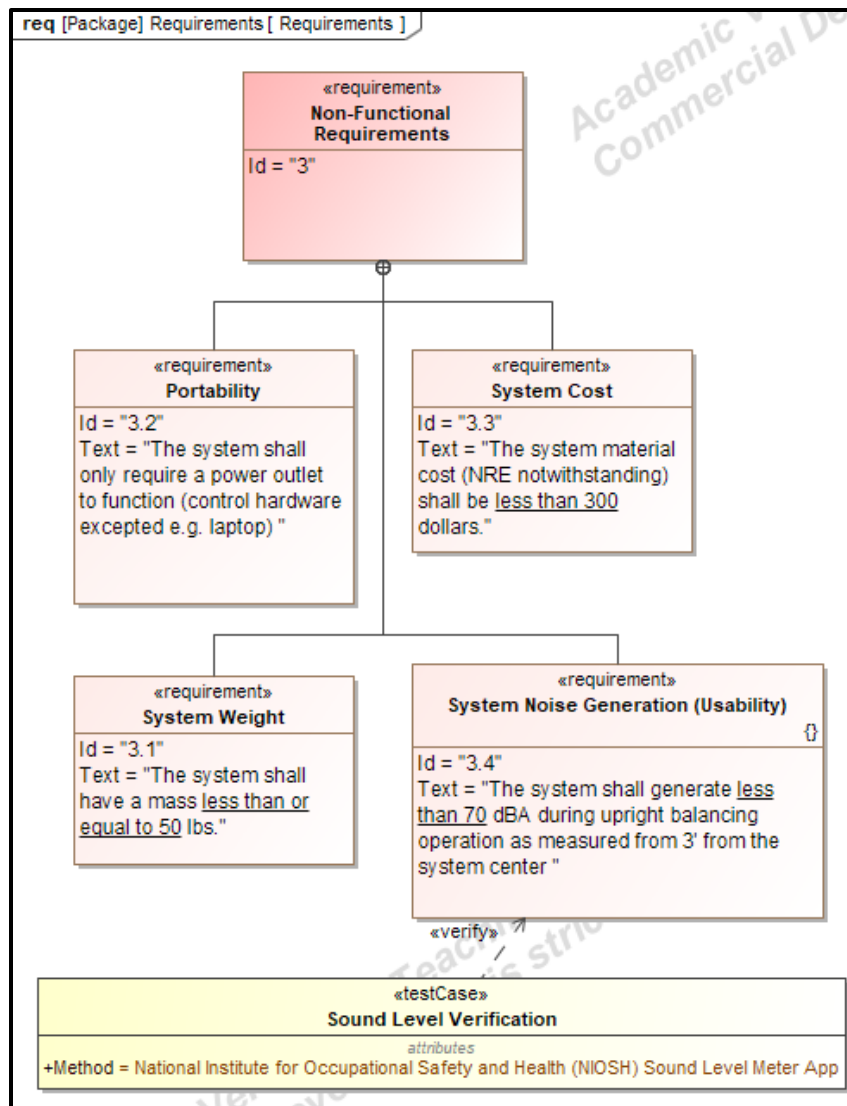 req [Package] Requirements [ Requirements ]
Academic V
Commercial De
«requirement»
Non-Functional
Requirements
Id = "3"
«requirement»
Portability
Id = "3.2"
Text = "The system shall
only require a power outlet
to function (control hardware
excepted e.g. laptop) "
«requirement»
System Cost
Id = "3.3"
Text = "The system material
cost (NRE notwithstanding)
shall be less than 300
dollars."
«requirement»
System Weight
Id = "3.1"
Text = "The system shall
have a mass less than or
equal to 50 lbs."
«requirement»
System Noise Generation (Usability)
{}
Id = "3.4"
Text = "The system shall generate less
than 70 dBA during upright balancing
operation as measured from 3' from the
system center "
«verify»
Teaching
is stric
«testCase»
Sound Level Verification
attributes
+Method = National Institute for Occupational Safety and Health (NIOSH) Sound Level Meter App